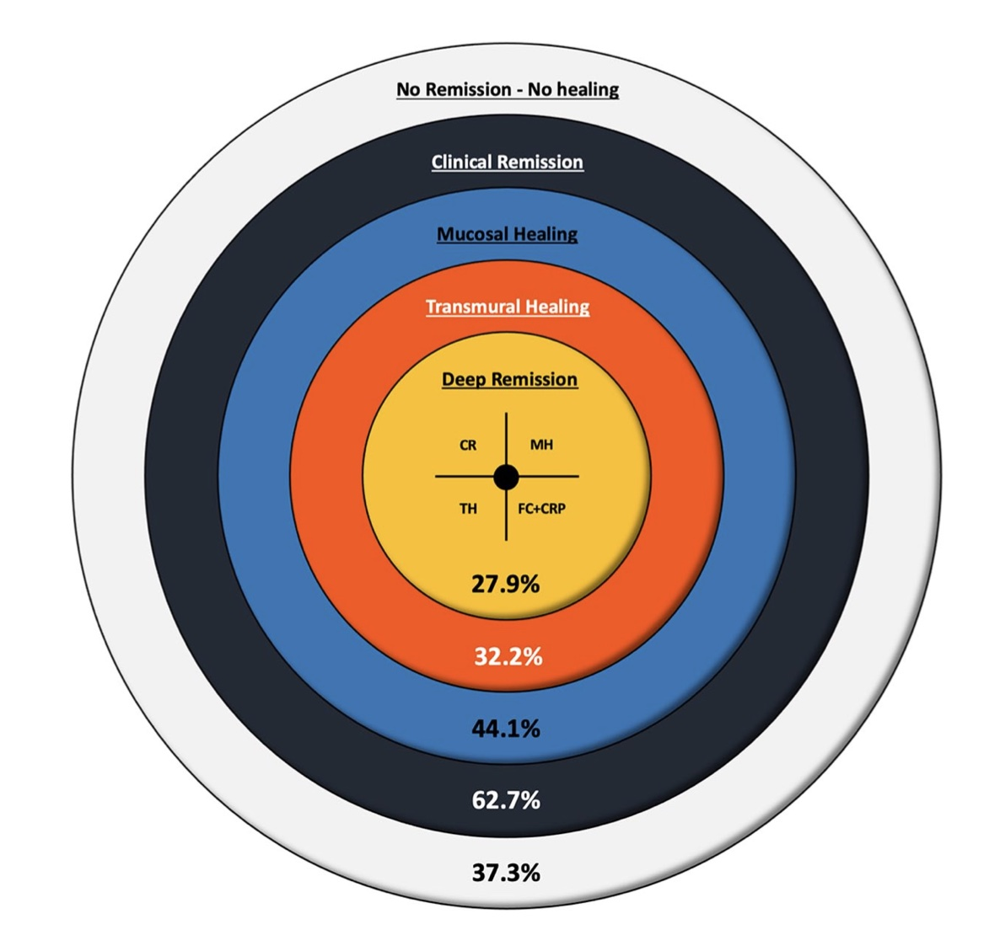 No Remission - No healing
Clinical Remission
Mucosal Healing
Transmural Healing
Deep Remission
CR MH
TH FC+CRP
27.9%
32.2%
44.1%
62.7%
37.3%